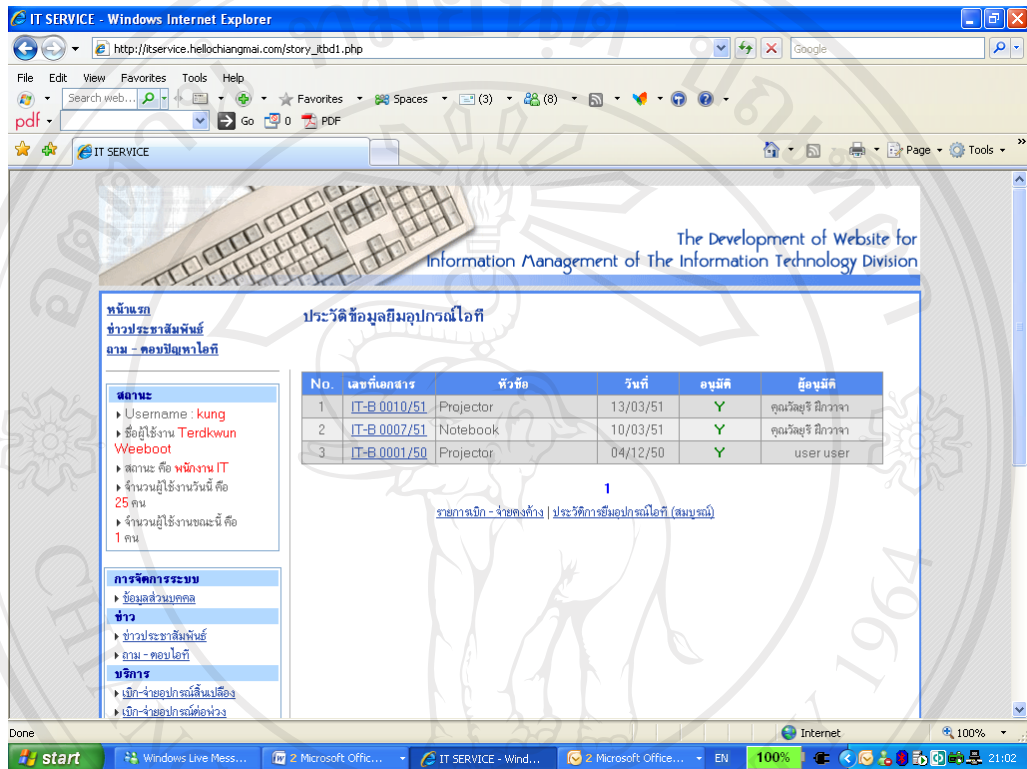 IT SERVICE - Windows Internet Explorer
http://itservice.hellochiangmai.com/story_itbd1.php
Google
File Edit View Favorites Tools Help
Search web... Favorites Spaces (3) (8)
pdf Go 0 PDF
IT SERVICE Page Tools »
The Development of Website for
Information Management of The Information Technology Division
หน้าแรก
ข่าวประชาสัมพันธ์
ถาม - ตอบปัญหาไอที
สถานะ
Username : kung
ชื่อผู้ใช้งาน Terdkwun
Weeboot
สถานะ คือ พนักงาน IT
จำนวนผู้ใช้งานวันนี้ คือ
25 คน
จำนวนผู้ใช้งานขณะนี้ คือ
1 คน
การจัดการระบบ
ข้อมูลส่วนบุคคล
ข่าว
ข่าวประชาสัมพันธ์
ถาม - ตอบไอที
บริการ
เบิก-จ่ายอุปกรณ์สิ้นเปลือง
เบิก-จ่ายอุปกรณ์ต่อพ่วง
ประวัติข้อมูลยืมอุปกรณ์ไอที
No. เลขที่เอกสาร หัวข้อ วันที่ อนุมัติ ผู้อนุมัติ
1 IT-B 0010/51 Projector 13/03/51 Y คุณวัลยุรี ฝึกวาจา
2 IT-B 0007/51 Notebook 10/03/51 Y คุณวัลยุรี ฝึกวาจา
3 IT-B 0001/50 Projector 04/12/50 Y user user
1
รายการเบิก - จ่ายคงค้าง | ประวัติการยืมอุปกรณ์ไอที (สมบูรณ์)
Done Internet 100%
start Windows Live Mess... 2 Microsoft Offic... IT SERVICE - Wind... 2 Microsoft Office... EN 100% 21:02